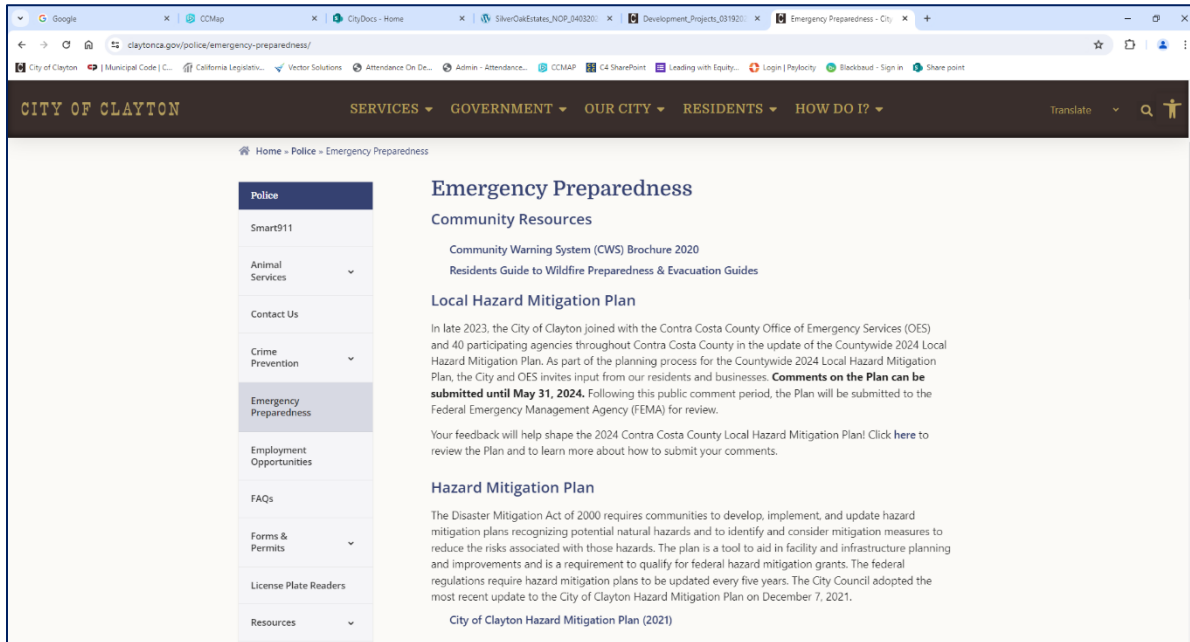 Google
CCMap
CityDocs - Home
SilverOakEstates_NOP_040320
Development_Projects_031920
Emergency Preparedness - City
claytonca.gov/police/emergency-preparedness/
City of Clayton
| Municipal Code | C...
California Legislativ...
Vector Solutions
Attendance On De...
Admin - Attendance...
CCMAP
C4 SharePoint
Leading with Equity...
Login | Paylocity
Blackbaud - Sign in
Share point
CITY OF CLAYTON
SERVICES
GOVERNMENT
OUR CITY
RESIDENTS
HOW DO I?
Translate
Home » Police » Emergency Preparedness
Police
Smart911
Animal
Services
Contact Us
Crime
Prevention
Emergency
Preparedness
Employment
Opportunities
FAQs
Forms &
Permits
License Plate Readers
Resources
Emergency Preparedness
Community Resources
Community Warning System (CWS) Brochure 2020
Residents Guide to Wildfire Preparedness & Evacuation Guides
Local Hazard Mitigation Plan
In late 2023, the City of Clayton joined with the Contra Costa County Office of Emergency Services (OES)
and 40 participating agencies throughout Contra Costa County in the update of the Countywide 2024 Local
Hazard Mitigation Plan. As part of the planning process for the Countywide 2024 Local Hazard Mitigation
Plan, the City and OES invites input from our residents and businesses. Comments on the Plan can be
submitted until May 31, 2024. Following this public comment period, the Plan will be submitted to the
Federal Emergency Management Agency (FEMA) for review.
Your feedback will help shape the 2024 Contra Costa County Local Hazard Mitigation Plan! Click here to
review the Plan and to learn more about how to submit your comments.
Hazard Mitigation Plan
The Disaster Mitigation Act of 2000 requires communities to develop, implement, and update hazard
mitigation plans recognizing potential natural hazards and to identify and consider mitigation measures to
reduce the risks associated with those hazards. The plan is a tool to aid in facility and infrastructure planning
and improvements and is a requirement to qualify for federal hazard mitigation grants. The federal
regulations require hazard mitigation plans to be updated every five years. The City Council adopted the
most recent update to the City of Clayton Hazard Mitigation Plan on December 7, 2021.
City of Clayton Hazard Mitigation Plan (2021)